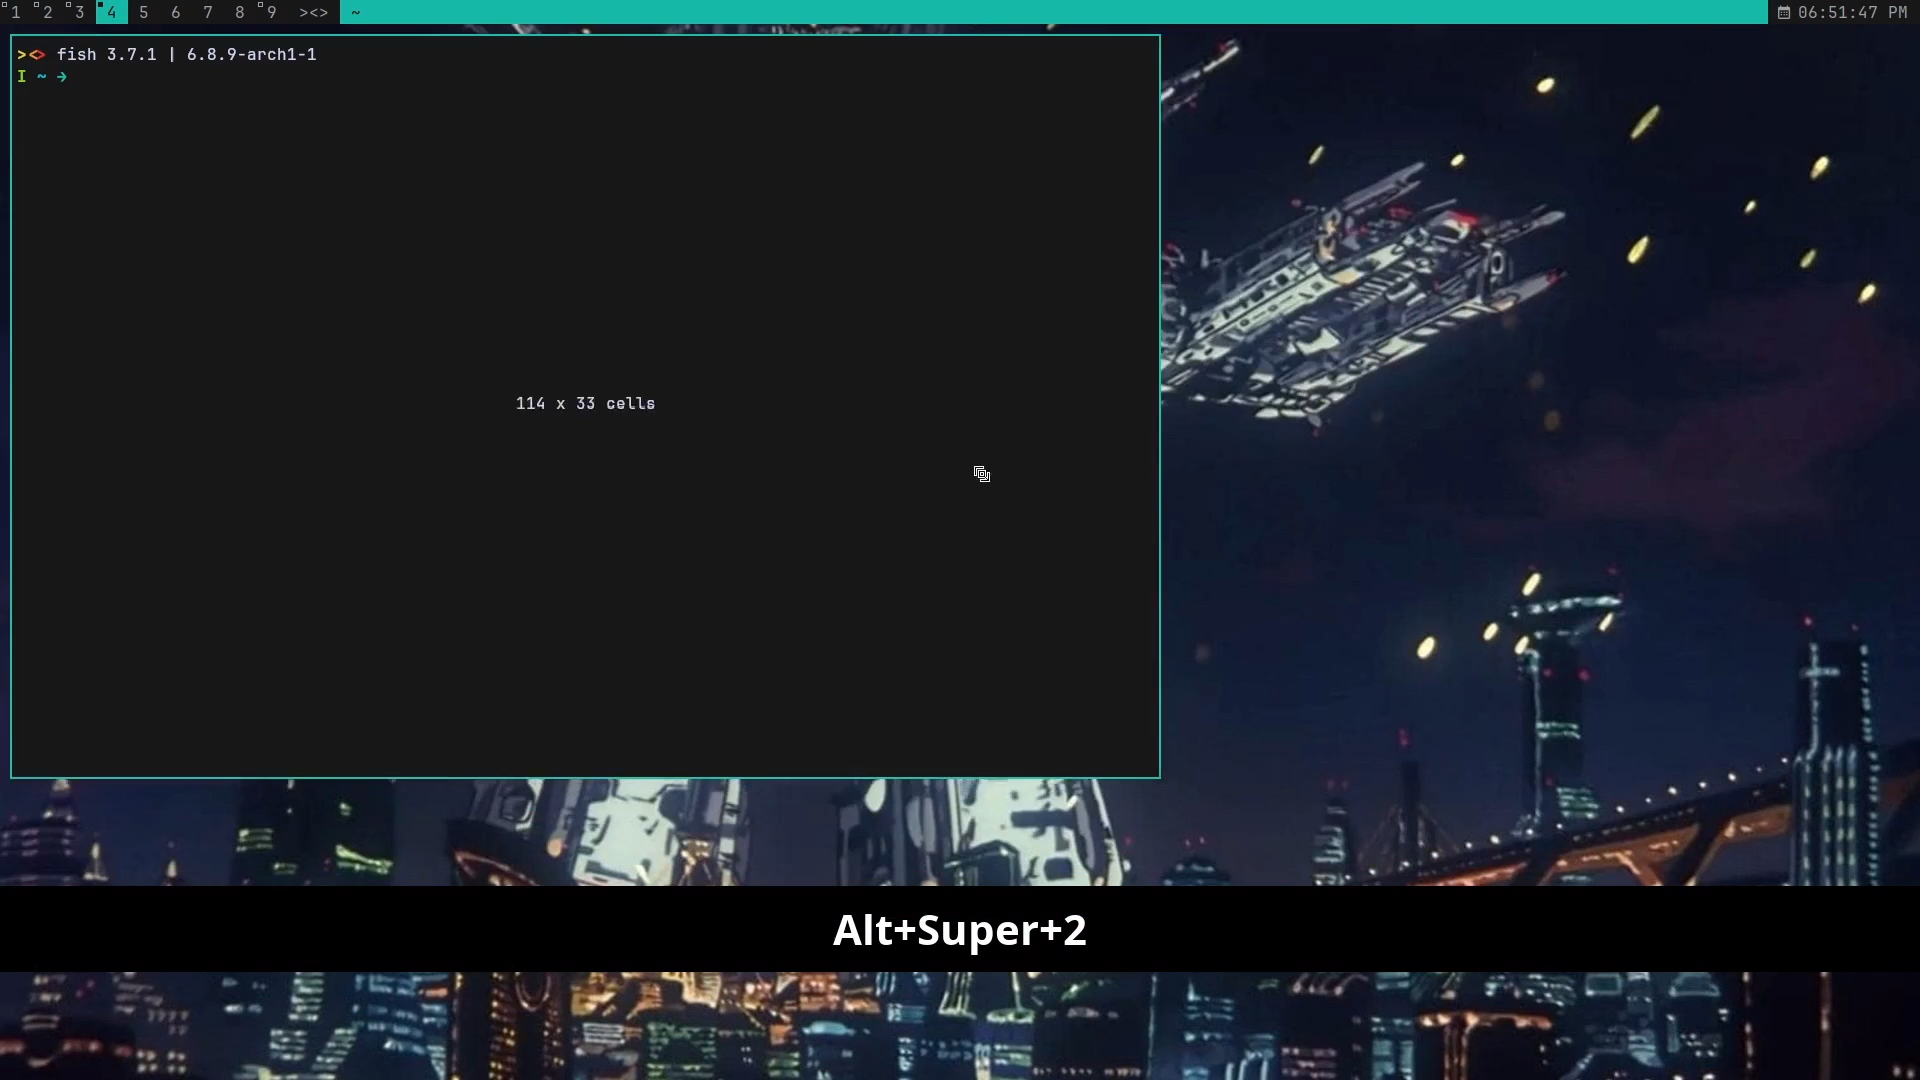 1 2 3 4 5 6 7 8 9 ><> ~ 06:51:47 PM
><> fish 3.7.1 | 6.8.9-arch1-1
I ~ →
114 x 33 cells
Alt+Super+2